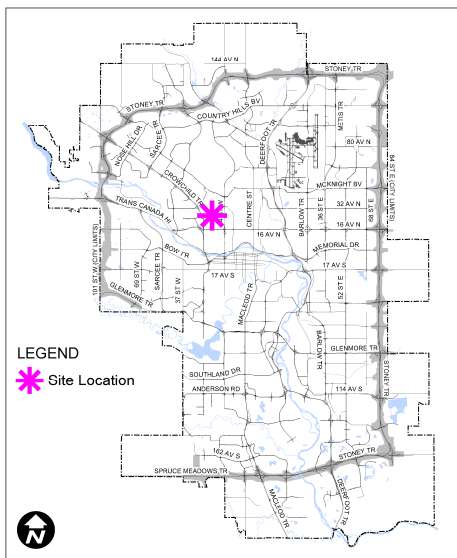 144 AV N
STONEY TR
STONEY TR
COUNTRY HILLS BV
METIS TR
NOSE HILL DR
SARCEE TR
DEERFOOT TR
80 AV N
84 ST E (CITY LIMITS)
CROWCHILD TR
MCKNIGHT BV
TRANS CANADA HI
CENTRE ST
BARLOW TR
36 ST E
32 AV N
68 ST E
16 AV N
16 AV N
101 ST W (CITY LIMITS)
BOW TR
MEMORIAL DR
69 ST W
SARCEE TR
37 ST W
17 AV S
17 AV S
GLENMORE TR
MACLEOD TR
52 ST E
BARLOW TR
LEGEND
Site Location
GLENMORE TR
SOUTHLAND DR
STONEY TR
ANDERSON RD
114 AV S
162 AV S
STONEY TR
SPRUCE MEADOWS TR
MACLEOD TR
DEERFOOT TR
N